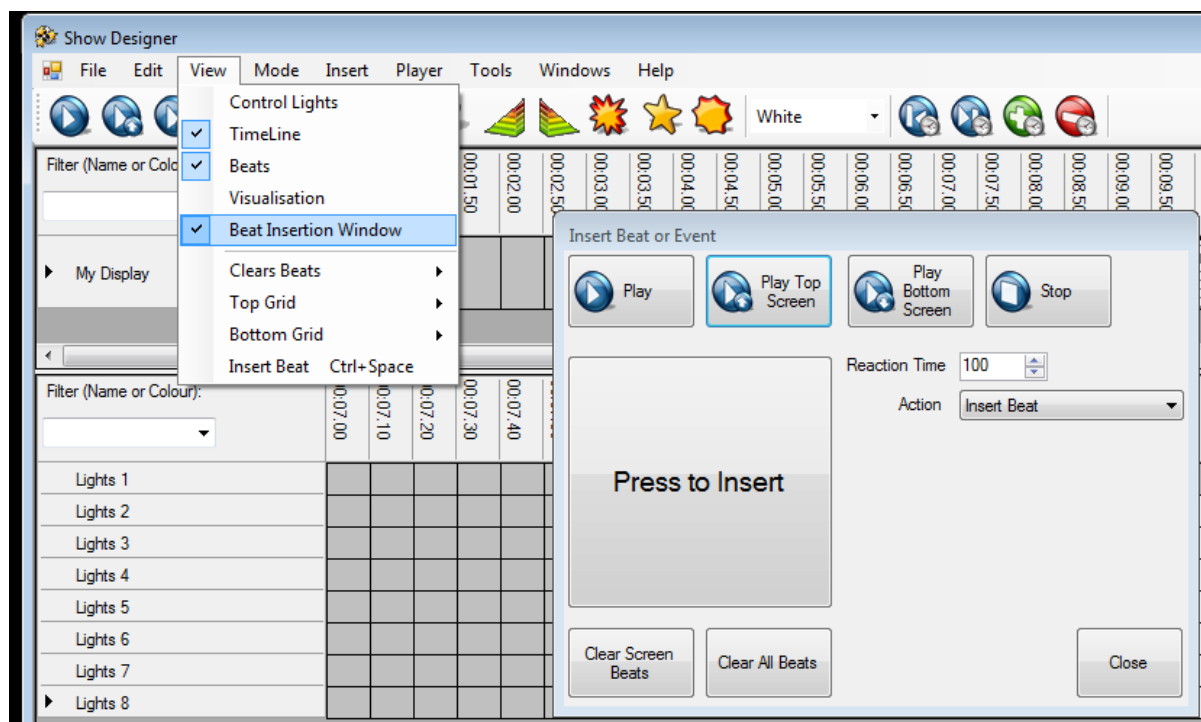 Show Designer
File Edit View Mode Insert Player Tools Windows Help
White
Control Lights
TimeLine
Beats
Visualisation
Beat Insertion Window
Clears Beats
Top Grid
Bottom Grid
Insert Beat Ctrl+Space
Filter (Name or Colo
00:01.50
00:02.00
00:02.50
00:03.00
00:03.50
00:04.00
00:04.50
00:05.00
00:05.50
00:06.00
00:06.50
00:07.00
00:07.50
00:08.00
00:08.50
00:09.00
00:09.50
My Display
Filter (Name or Colour):
00:07.00
00:07.10
00:07.20
00:07.30
00:07.40
Lights 1
Lights 2
Lights 3
Lights 4
Lights 5
Lights 6
Lights 7
Lights 8
Insert Beat or Event
Play
Play Top
Screen
Play
Bottom
Screen
Stop
Press to Insert
Reaction Time 100
Action Insert Beat
Clear Screen
Beats
Clear All Beats
Close